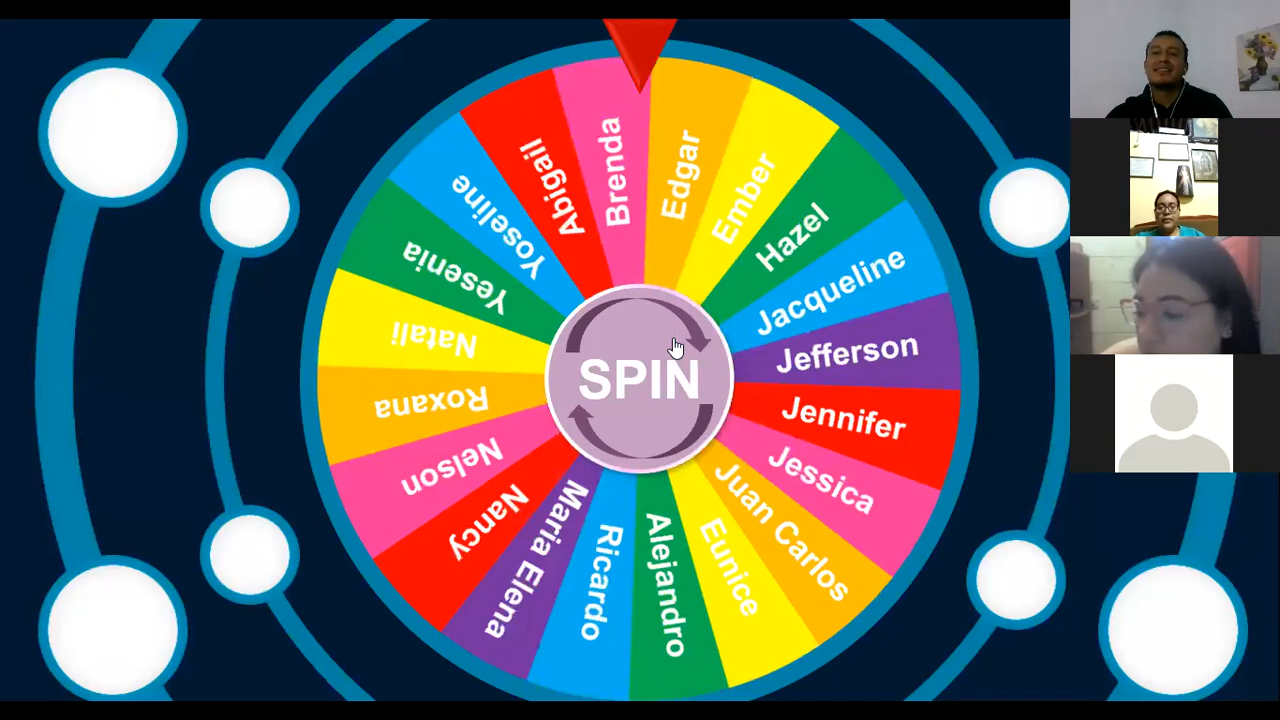 Brenda
Edgar
Ember
Hazel
Jacqueline
Jefferson
Jennifer
Jessica
Juan Carlos
Eunice
Alejandro
Ricardo
Maria Elena
Nancy
Nelson
Roxana
Natali
Yesenia
Yoseline
Abigail
SPIN